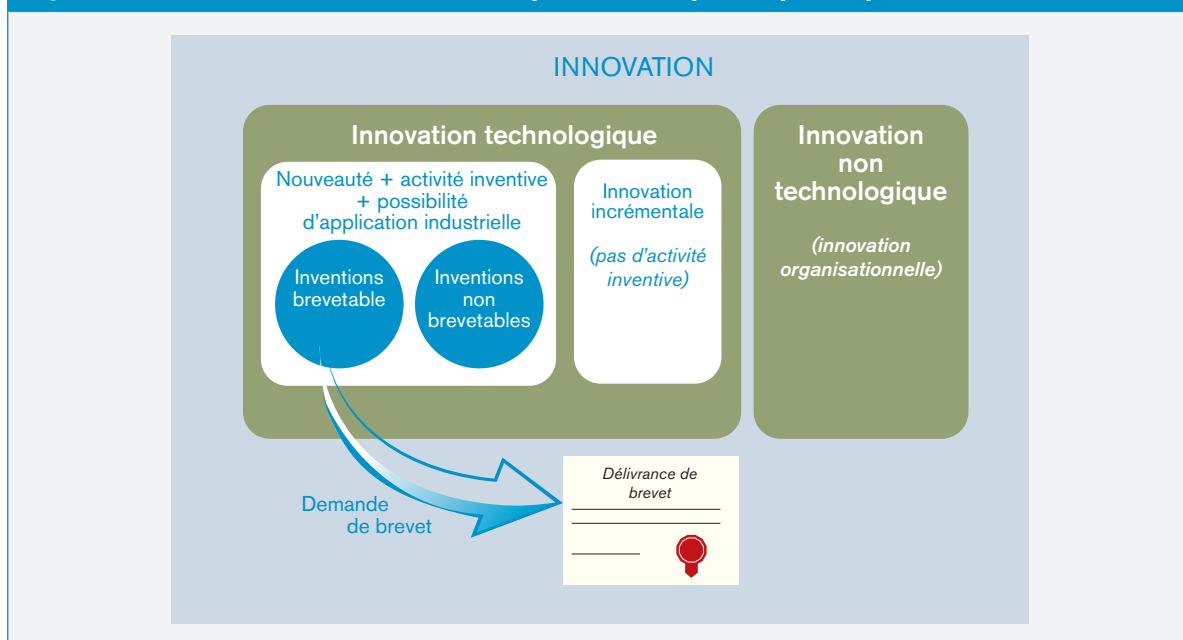 INNOVATION
Innovation technologique
Nouveauté + activité inventive
+ possibilité
d'application industrielle
Inventions
brevetable
Inventions
non
brevetables
Innovation
incrémentale
(pas d'activité
inventive)
Innovation
non
technologique
(innovation
organisationnelle)
Demande
de brevet
Délivrance de
brevet